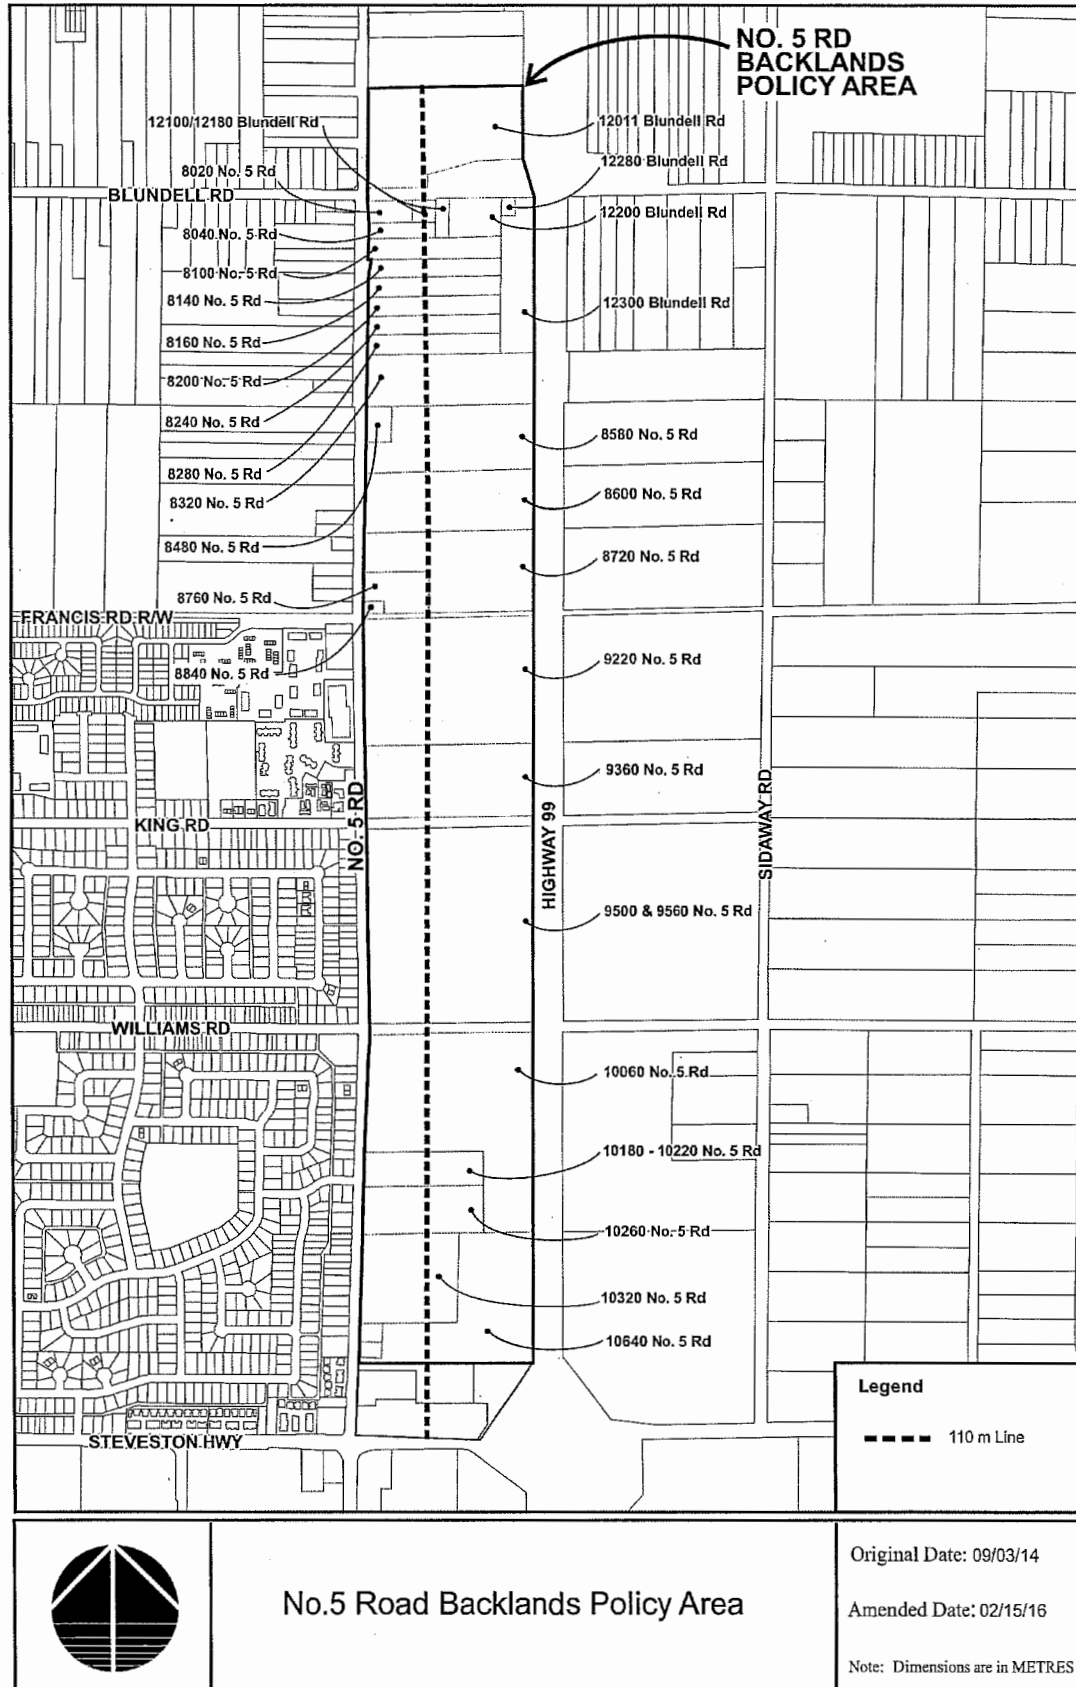 NO. 5 RD
BACKLANDS
POLICY AREA
12100/12180 Blundell Rd
12011 Blundell Rd
8020 No. 5 Rd
12280 Blundell Rd
BLUNDELL RD
12200 Blundell Rd
8040 No. 5 Rd
8100 No. 5 Rd
8140 No. 5 Rd
12300 Blundell Rd
8160 No. 5 Rd
8200 No. 5 Rd
8240 No. 5 Rd
8580 No. 5 Rd
8280 No. 5 Rd
8600 No. 5 Rd
8320 No. 5 Rd
8480 No. 5 Rd
8720 No. 5 Rd
8760 No. 5 Rd
FRANCIS RD R/W
8840 No. 5 Rd
9220 No. 5 Rd
9360 No. 5 Rd
KING RD
NO. 5 RD
HIGHWAY 99
SIDAWAY RD
9500 & 9560 No. 5 Rd
WILLIAMS RD
10060 No. 5 Rd
10180 - 10220 No. 5 Rd
10260 No. 5 Rd
10320 No. 5 Rd
10640 No. 5 Rd
STEVESTON HWY
Legend
110 m Line
No.5 Road Backlands Policy Area
Original Date: 09/03/14
Amended Date: 02/15/16
Note: Dimensions are in METRES